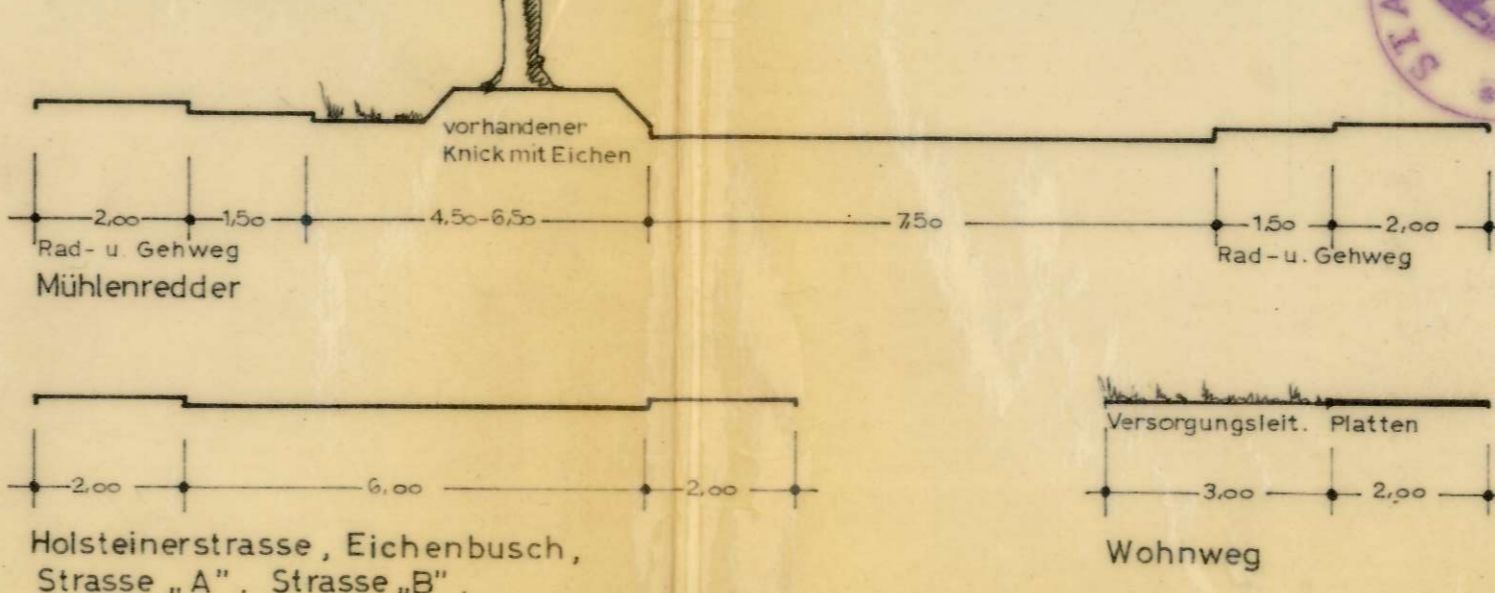 STA
vorhandener
Knick mit Eichen
2,00 1,50 4,50-6,50 7,50 1,50 2,00
Rad- u. Gehweg Rad- u. Gehweg
Mühlenredder
Versorgungsleit. Platten
2,00 6,00 2,00 3,00 2,00
Holsteinerstrasse, Eichenbusch,
Wohnweg
Strasse „A", Strasse „B",